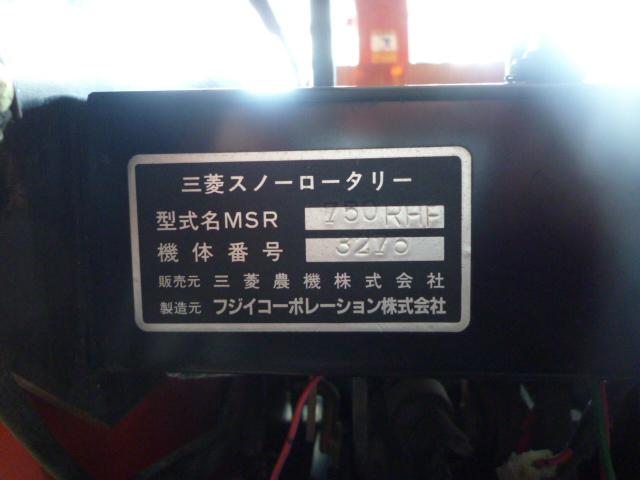 三菱スノーロータリー
型式名MSR 750RHF
機体番号 3275
販売元 三菱農機株式会社
製造元 フジイコーポレーション株式会社